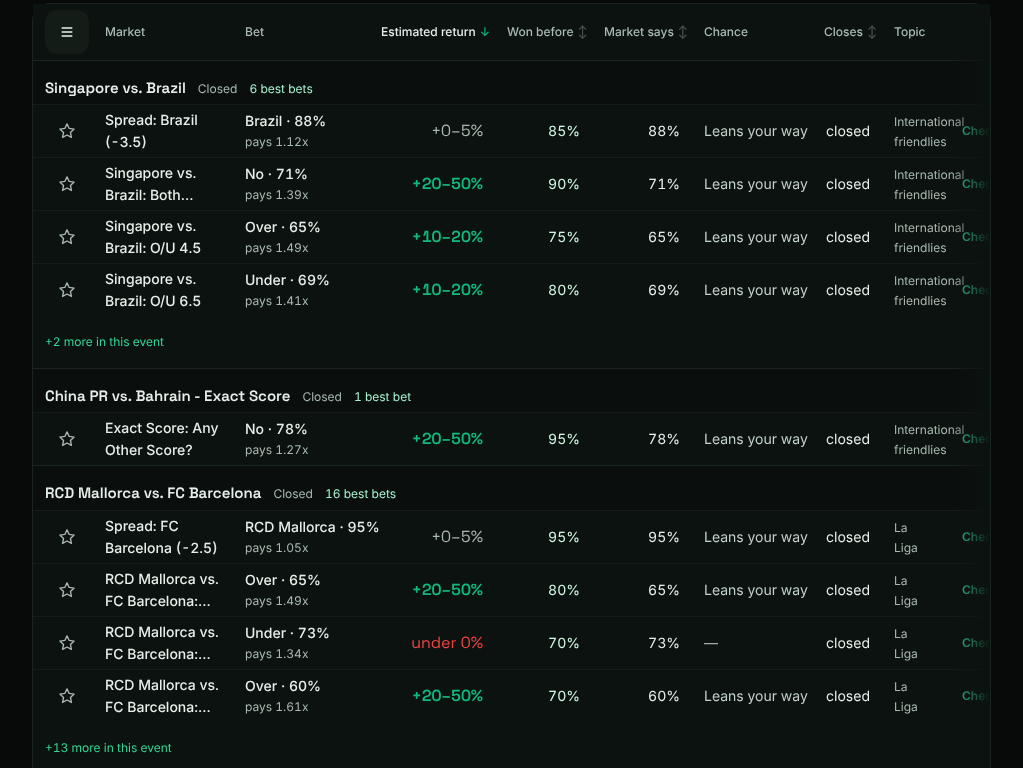 Market Bet Estimated return ↓ Won before Market says Chance Closes Topic
Singapore vs. Brazil Closed 6 best bets
Spread: Brazil
(-3.5)
Brazil · 88%
pays 1.12x
+0–5% 85% 88% Leans your way closed
International
friendlies
Singapore vs.
Brazil: Both...
No · 71%
pays 1.39x
+20–50% 90% 71% Leans your way closed
International
friendlies
Singapore vs.
Brazil: O/U 4.5
Over · 65%
pays 1.49x
+10–20% 75% 65% Leans your way closed
International
friendlies
Singapore vs.
Brazil: O/U 6.5
Under · 69%
pays 1.41x
+10–20% 80% 69% Leans your way closed
International
friendlies
+2 more in this event
China PR vs. Bahrain - Exact Score Closed 1 best bet
Exact Score: Any
Other Score?
No · 78%
pays 1.27x
+20–50% 95% 78% Leans your way closed
International
friendlies
RCD Mallorca vs. FC Barcelona Closed 16 best bets
Spread: FC
Barcelona (-2.5)
RCD Mallorca · 95%
pays 1.05x
+0–5% 95% 95% Leans your way closed
La
Liga
RCD Mallorca vs.
FC Barcelona:...
Over · 65%
pays 1.49x
+20–50% 80% 65% Leans your way closed
La
Liga
RCD Mallorca vs.
FC Barcelona:...
Under · 73%
pays 1.34x
under 0% 70% 73% — closed
La
Liga
RCD Mallorca vs.
FC Barcelona:...
Over · 60%
pays 1.61x
+20–50% 70% 60% Leans your way closed
La
Liga
+13 more in this event